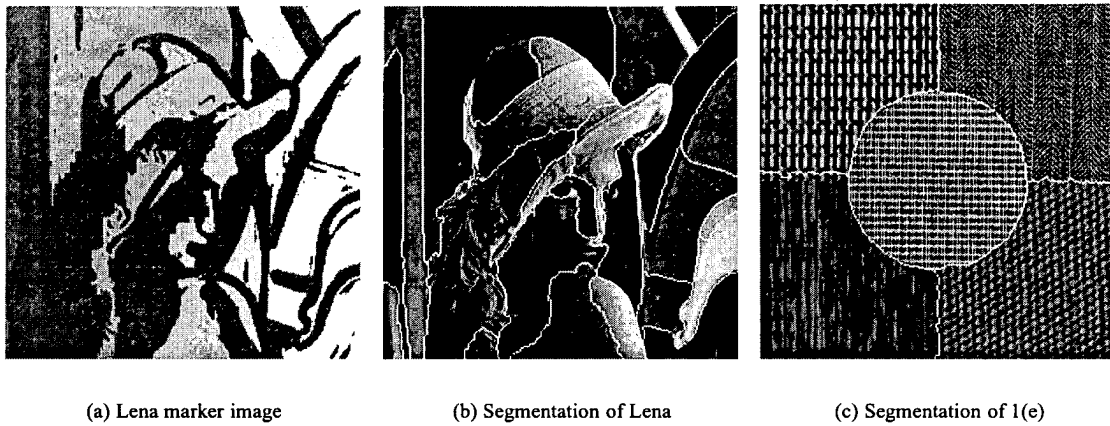 (a) Lena marker image
(b) Segmentation of Lena
(c) Segmentation of 1(e)